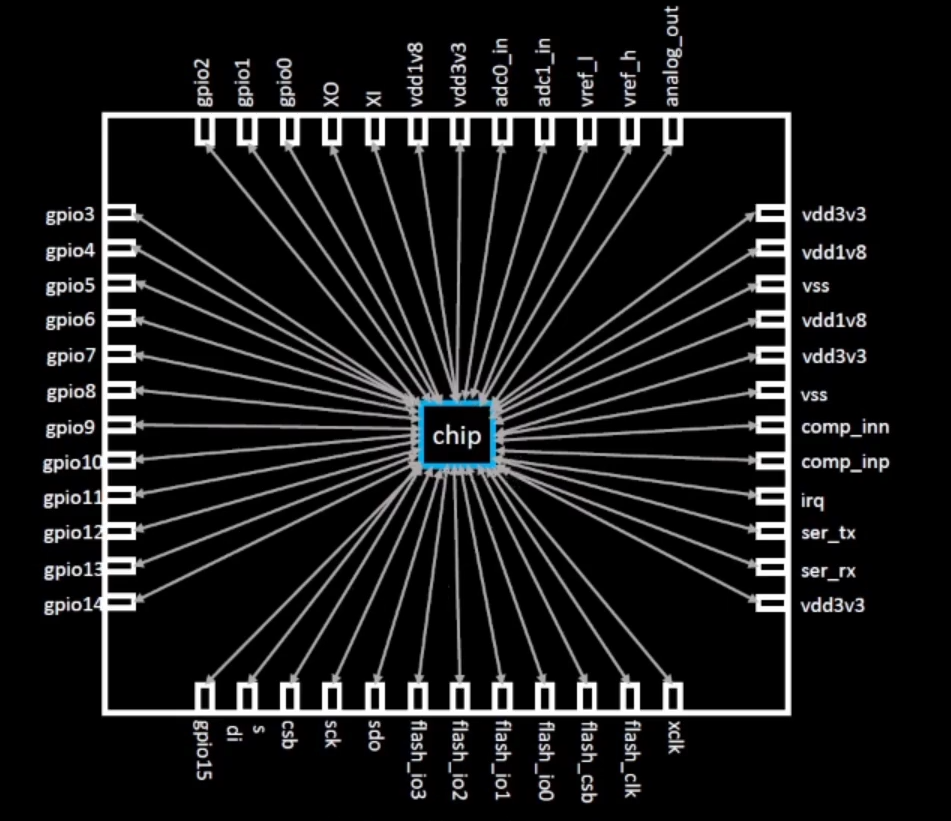 gpio2
gpio1
gpio0
XO
XI
vdd1v8
vdd3v3
adc0_in
adc1_in
vref_l
vref_h
analog_out
gpio3
gpio4
gpio5
gpio6
gpio7
gpio8
gpio9
gpio10
gpio11
gpio12
gpio13
gpio14
chip
vdd3v3
vdd1v8
vss
vdd1v8
vdd3v3
vss
comp_inn
comp_inp
irq
ser_tx
ser_rx
vdd3v3
gpio15
s
di
csb
sck
sdo
flash_io3
flash_io2
flash_io1
flash_io0
flash_csb
flash_clk
xclk